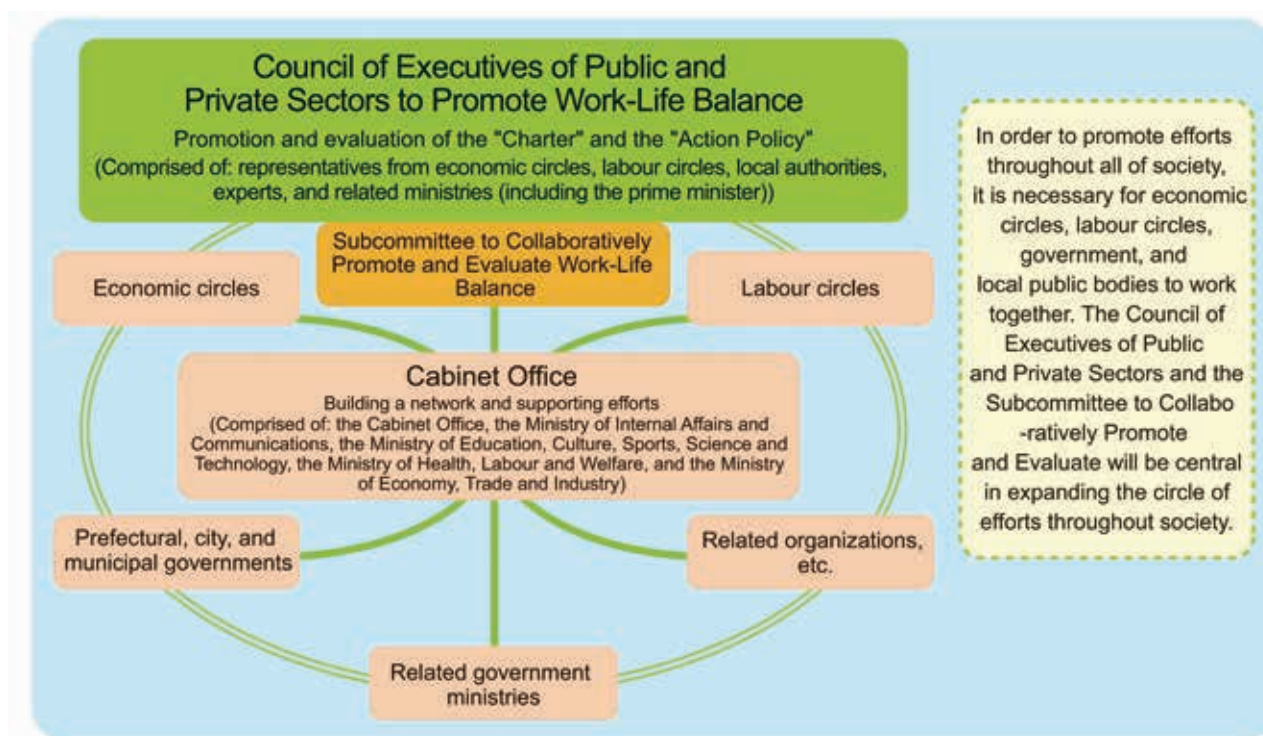 Council of Executives of Public and
Private Sectors to Promote Work-Life Balance
Promotion and evaluation of the "Charter" and the "Action Policy"
(Comprised of: representatives from economic circles, labour circles, local authorities,
experts, and related ministries (including the prime minister))
Subcommittee to Collaboratively
Promote and Evaluate Work-Life
Balance
Economic circles
Labour circles
Cabinet Office
Building a network and supporting efforts
(Comprised of: the Cabinet Office, the Ministry of Internal Affairs and
Communications, the Ministry of Education, Culture, Sports, Science and
Technology, the Ministry of Health, Labour and Welfare, and the Ministry
of Economy, Trade and Industry)
Prefectural, city, and
municipal governments
Related organizations,
etc.
Related government
ministries
In order to promote efforts
throughout all of society,
it is necessary for economic
circles, labour circles,
government, and
local public bodies to work
together. The Council of
Executives of Public
and Private Sectors and the
Subcommittee to Collabo
-ratively Promote
and Evaluate will be central
in expanding the circle of
efforts throughout society.